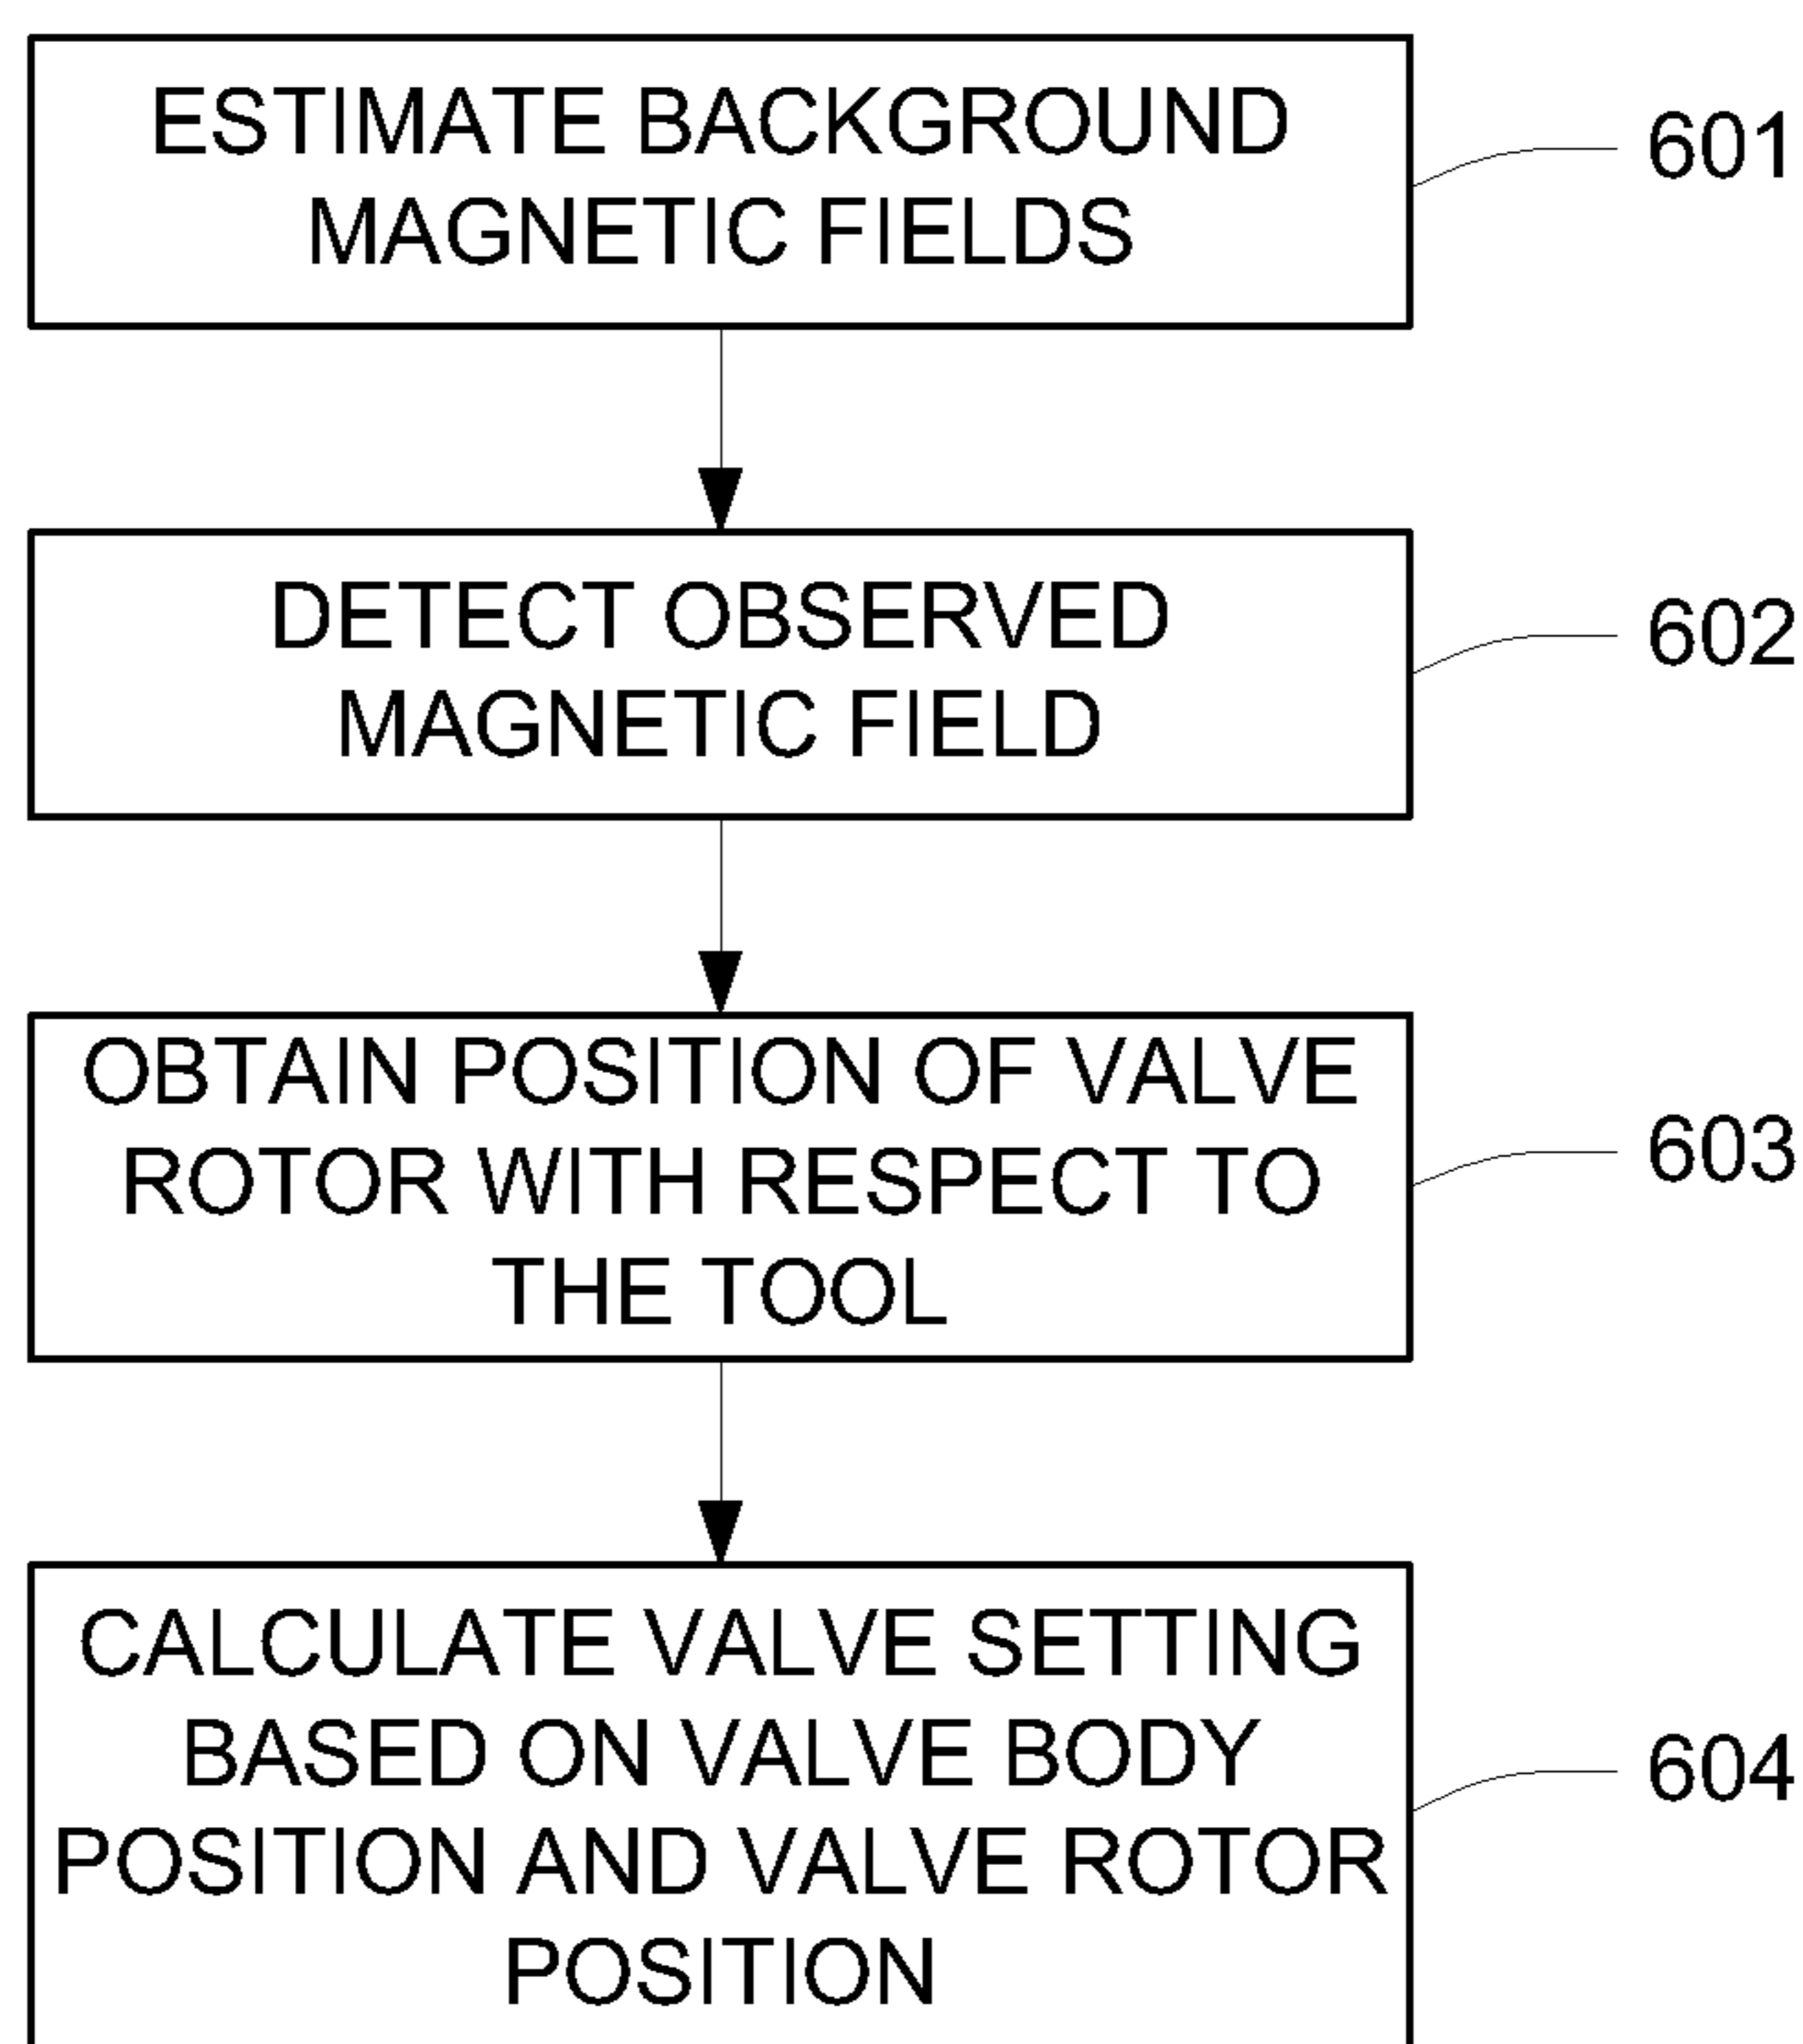 ESTIMATE BACKGROUND
MAGNETIC FIELDS
601
DETECT OBSERVED
MAGNETIC FIELD
602
OBTAIN POSITION OF VALVE
ROTOR WITH RESPECT TO
THE TOOL
603
CALCULATE VALVE SETTING
BASED ON VALVE BODY
POSITION AND VALVE ROTOR
POSITION
604